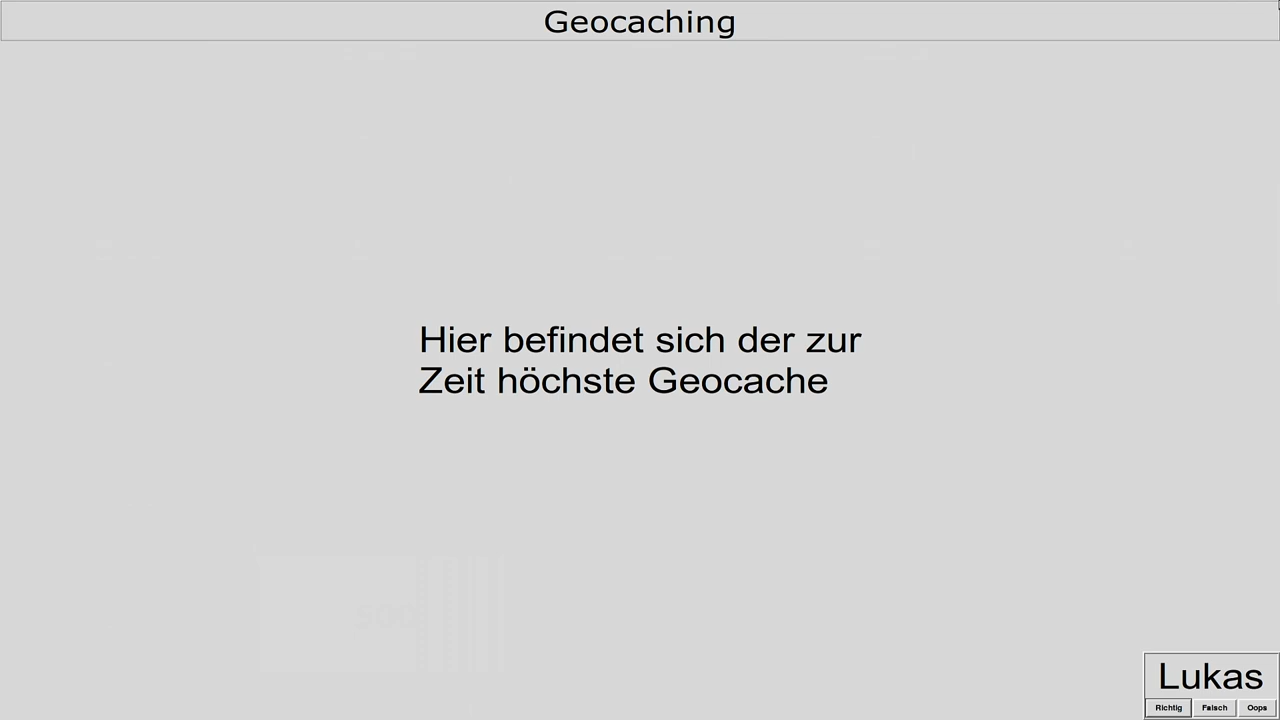 Geocaching
Hier befindet sich der zur
Zeit höchste Geocache
Lukas
Richtig Falsch Oops